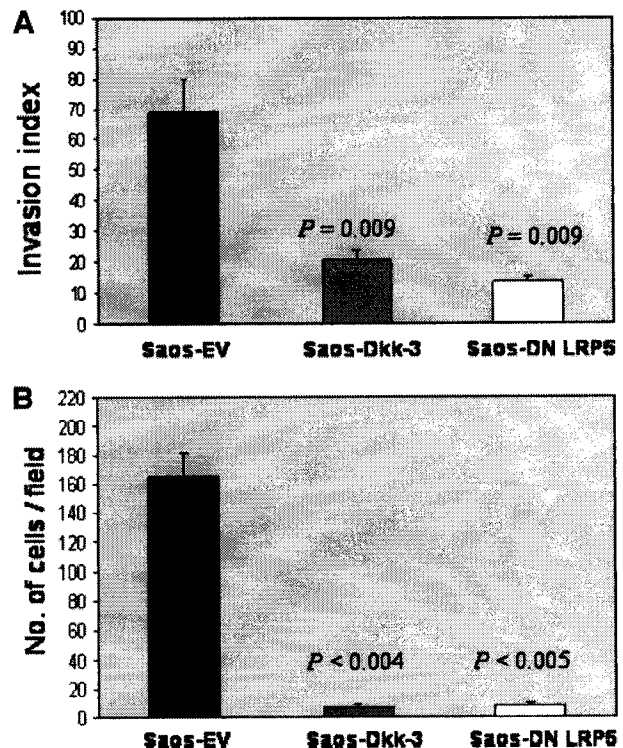 A
Invasion index
100
90
80
70
60
50
40
30
20
10
0
P = 0.009
P = 0.009
Saos-EV
Saos-Dkk-3
Saos-DN LRP5
B
No. of cells / field
220
200
180
160
140
120
100
80
60
40
20
0
P < 0.004
P < 0.005
Saos-EV
Saos-Dkk-3
Saos-DN LRP5